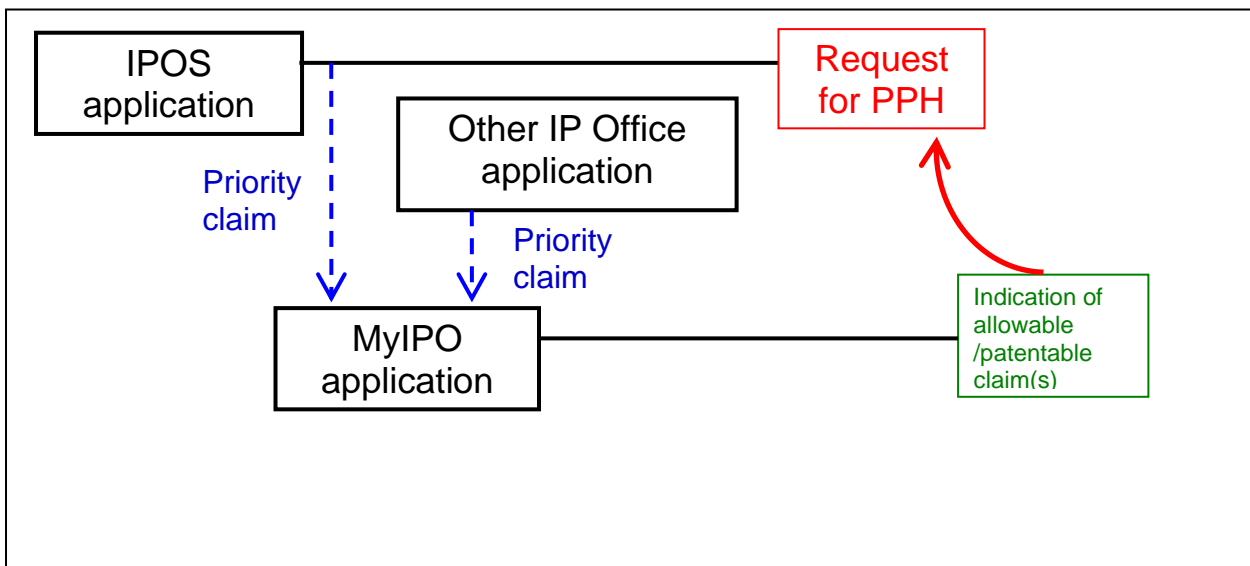 IPOS
application
Request
for PPH
Other IP Office
application
Priority
claim
Priority
claim
MyIPO
application
Indication of
allowable
/patentable
claim(s)